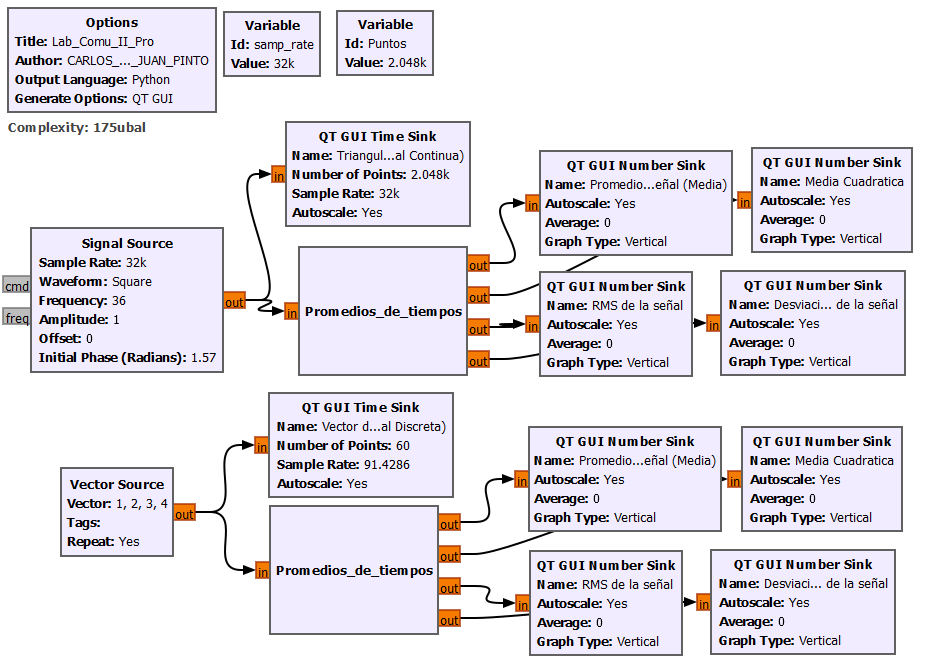 Options
Title: Lab_Comu_II_Pro
Author: CARLOS_..._JUAN_PINTO
Output Language: Python
Generate Options: QT GUI
Variable
Id: samp_rate
Value: 32k
Variable
Id: Puntos
Value: 2.048k
Complexity: 175ubal
QT GUI Time Sink
Name: Triangul...al Continua)
Number of Points: 2.048k
Sample Rate: 32k
Autoscale: Yes
in
Signal Source
Sample Rate: 32k
Waveform: Square
Frequency: 36
Amplitude: 1
Offset: 0
Initial Phase (Radians): 1.57
cmd
freq
out
in
Promedios_de_tiempos
out
out
out
out
QT GUI Number Sink
Name: Promedio...eñal (Media)
Autoscale: Yes
Average: 0
Graph Type: Vertical
in
QT GUI Number Sink
Name: Media Cuadratica
Autoscale: Yes
Average: 0
Graph Type: Vertical
in
QT GUI Number Sink
Name: RMS de la señal
Autoscale: Yes
Average: 0
Graph Type: Vertical
in
QT GUI Number Sink
Name: Desviaci... de la señal
Autoscale: Yes
Average: 0
Graph Type: Vertical
in
QT GUI Time Sink
Name: Vector d...al Discreta)
Number of Points: 60
Sample Rate: 91.4286
Autoscale: Yes
in
Vector Source
Vector: 1, 2, 3, 4
Tags:
Repeat: Yes
out
in
Promedios_de_tiempos
out
out
out
out
QT GUI Number Sink
Name: Promedio...eñal (Media)
Autoscale: Yes
Average: 0
Graph Type: Vertical
in
QT GUI Number Sink
Name: Media Cuadratica
Autoscale: Yes
Average: 0
Graph Type: Vertical
in
QT GUI Number Sink
Name: RMS de la señal
Autoscale: Yes
Average: 0
Graph Type: Vertical
in
QT GUI Number Sink
Name: Desviaci... de la señal
Autoscale: Yes
Average: 0
Graph Type: Vertical
in